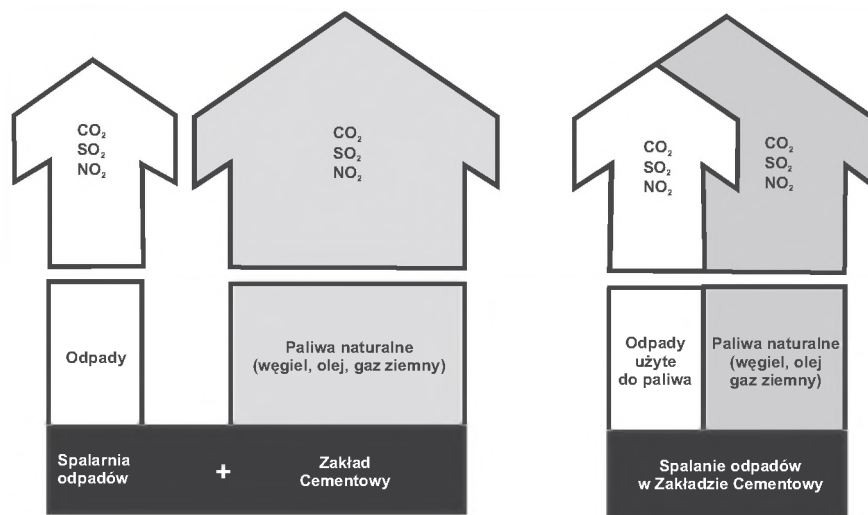 CO₂
SO₂
NO₂
CO₂
SO₂
NO₂
CO₂
SO₂
NO₂
CO₂
SO₂
NO₂
Odpady
Paliwa naturalne
(węgiel, olej, gaz ziemny)
Odpady
użyte
do paliwa
Paliwa naturalne
(węgiel, olej
gaz ziemny)
Spalarnia
odpadów
+
Zakład
Cementowy
Spalanie odpadów
w Zakładzie Cementowy